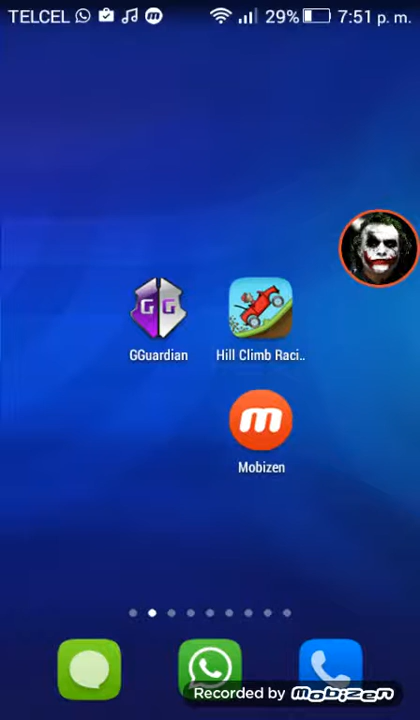 TELCEL 29% 7:51 p. m.
G G
GGuardian
Hill Climb Raci..
m
Mobizen
Recorded by mobizen